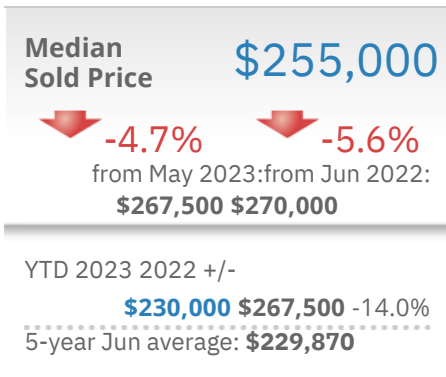 Median
Sold Price
$255,000
-4.7% -5.6%
from May 2023:from Jun 2022:
$267,500 $270,000
YTD 2023 2022 +/-
$230,000 $267,500 -14.0%
5-year Jun average: $229,870